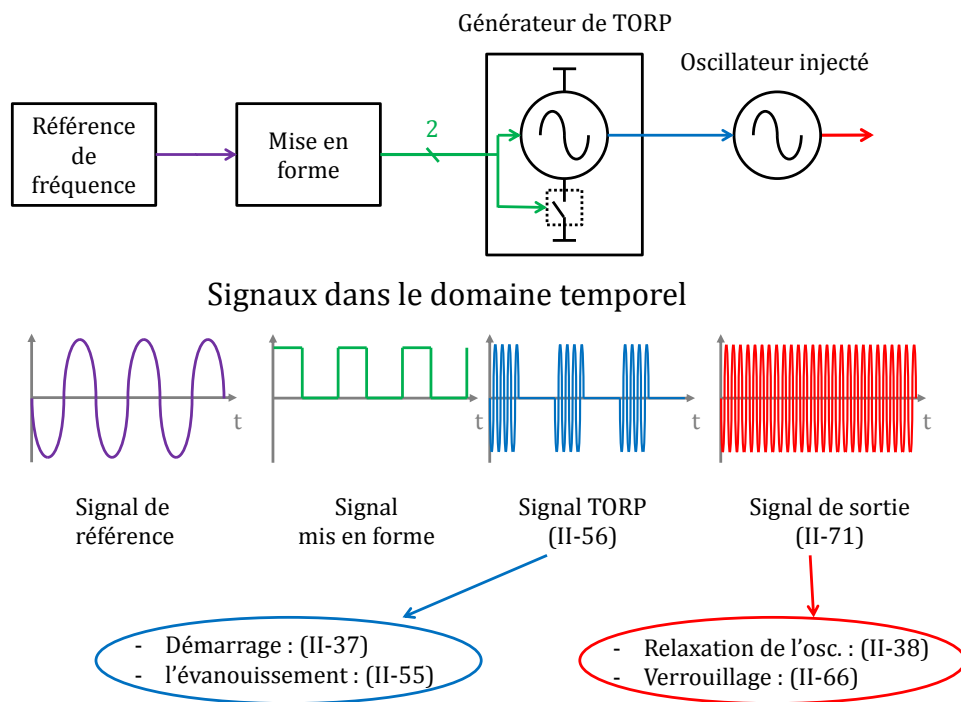 Générateur de TORP
Oscillateur injecté
Référence
de
fréquence
Mise en
forme
2
Signaux dans le domaine temporel
t
t
t
t
Signal de
référence
Signal
mis en forme
Signal TORP
(II-56)
Signal de sortie
(II-71)
- Démarrage : (II-37)
- l'évanouissement : (II-55)
- Relaxation de l'osc. : (II-38)
- Verrouillage : (II-66)